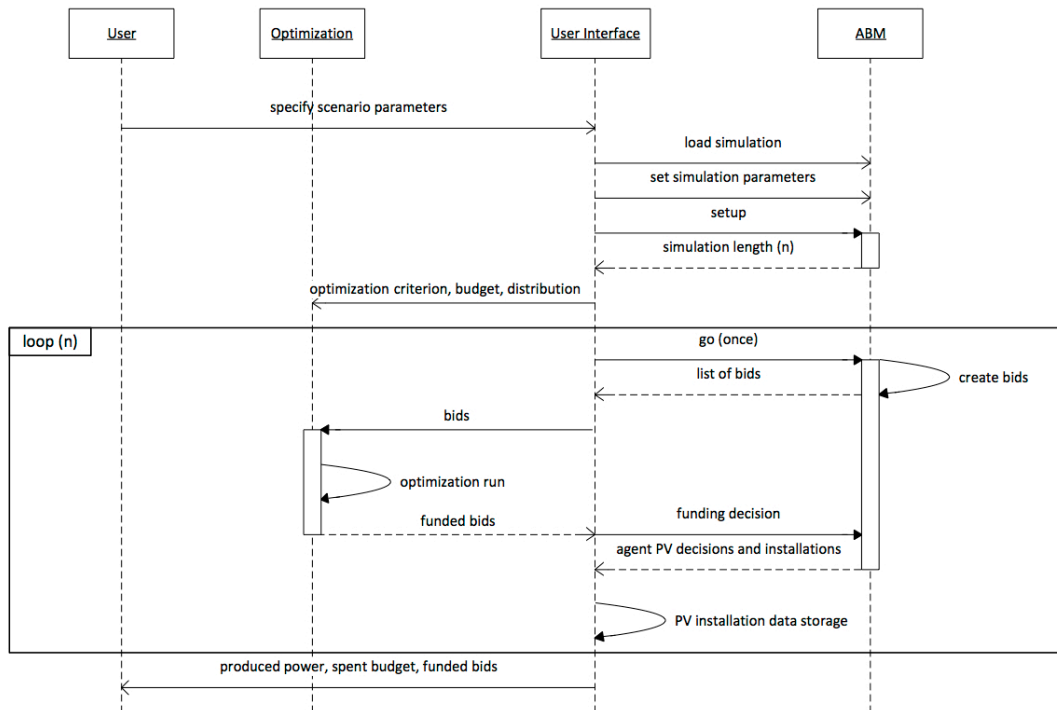 User
Optimization
User Interface
ABM
specify scenario parameters
load simulation
set simulation parameters
setup
simulation length (n)
optimization criterion, budget, distribution
loop (n)
go (once)
create bids
list of bids
bids
optimization run
funded bids
funding decision
agent PV decisions and installations
PV installation data storage
produced power, spent budget, funded bids